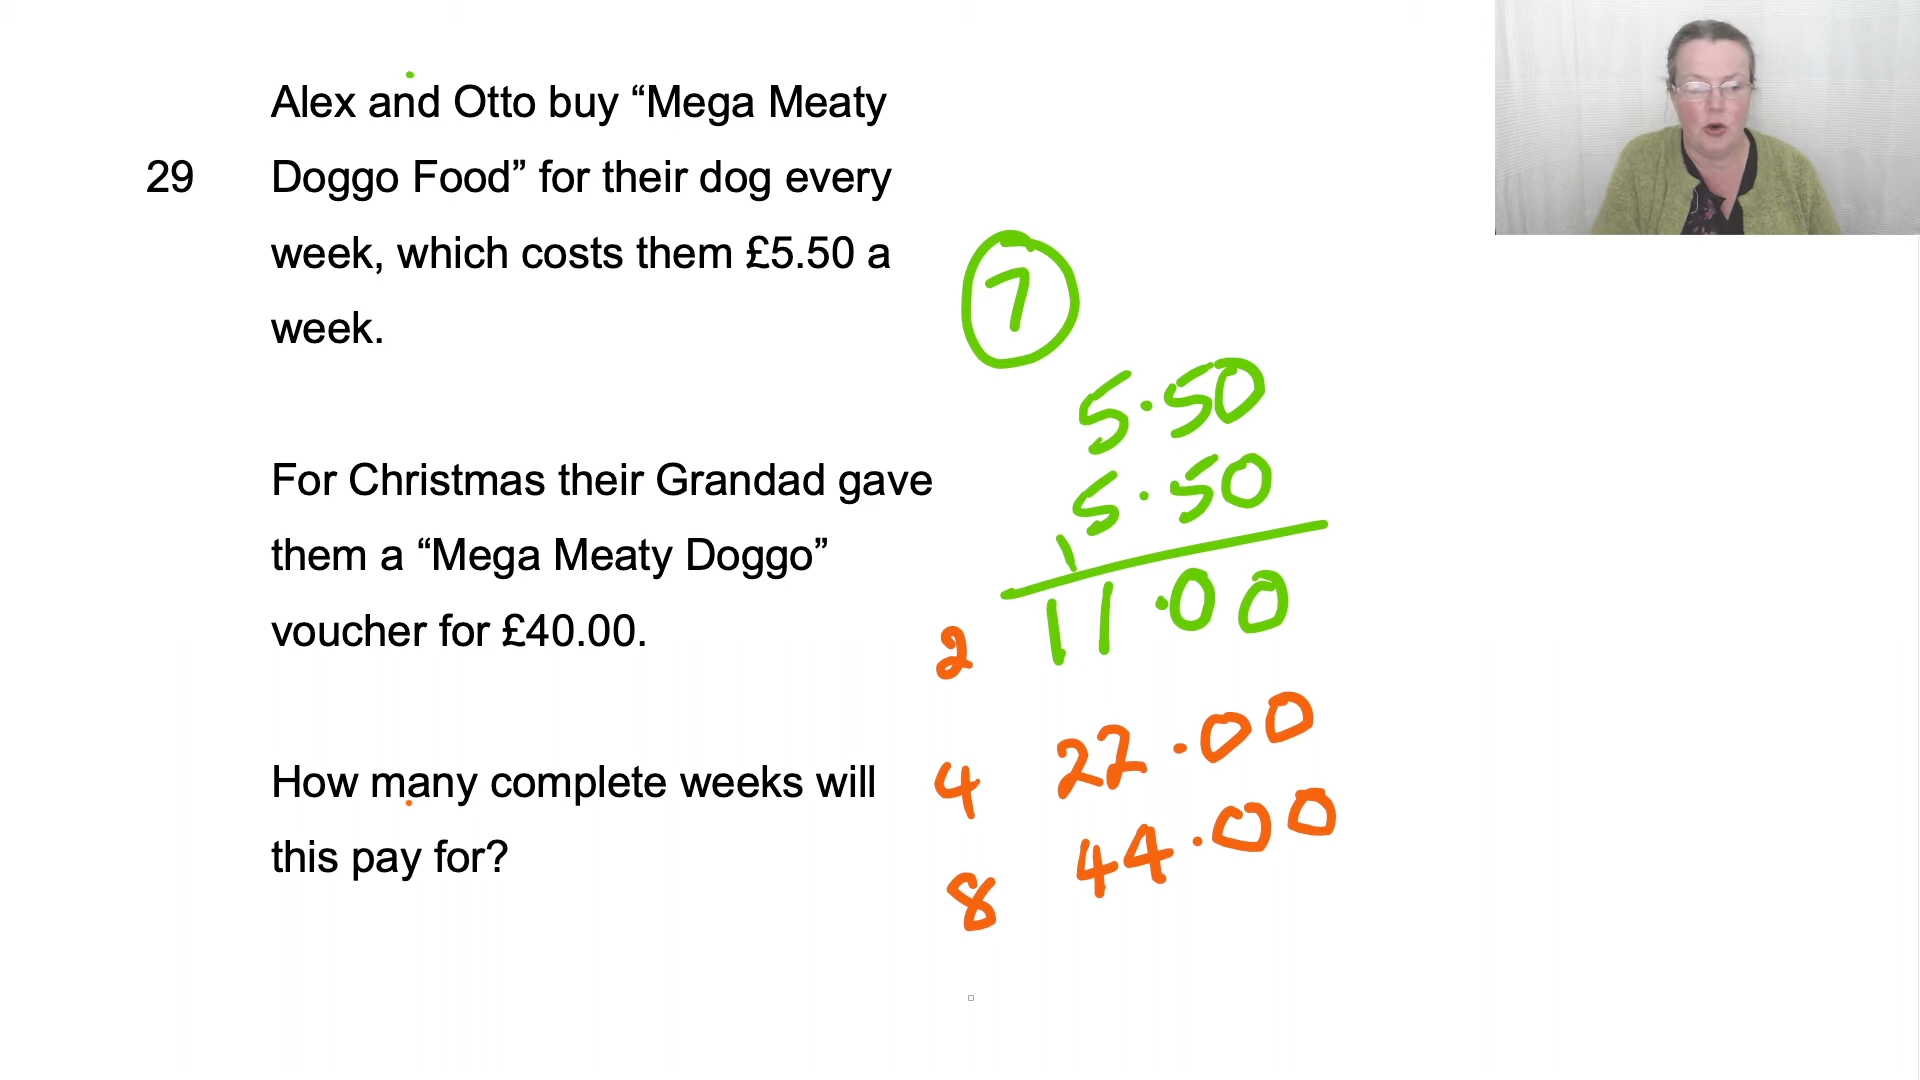 Alex and Otto buy “Mega Meaty
29 Doggo Food” for their dog every
week, which costs them £5.50 a
week.
7
5.50
For Christmas their Grandad gave
5.50
them a “Mega Meaty Doggo”
1
voucher for £40.00.
2 11.00
How many complete weeks will
4 22.00
this pay for?
8 44.00